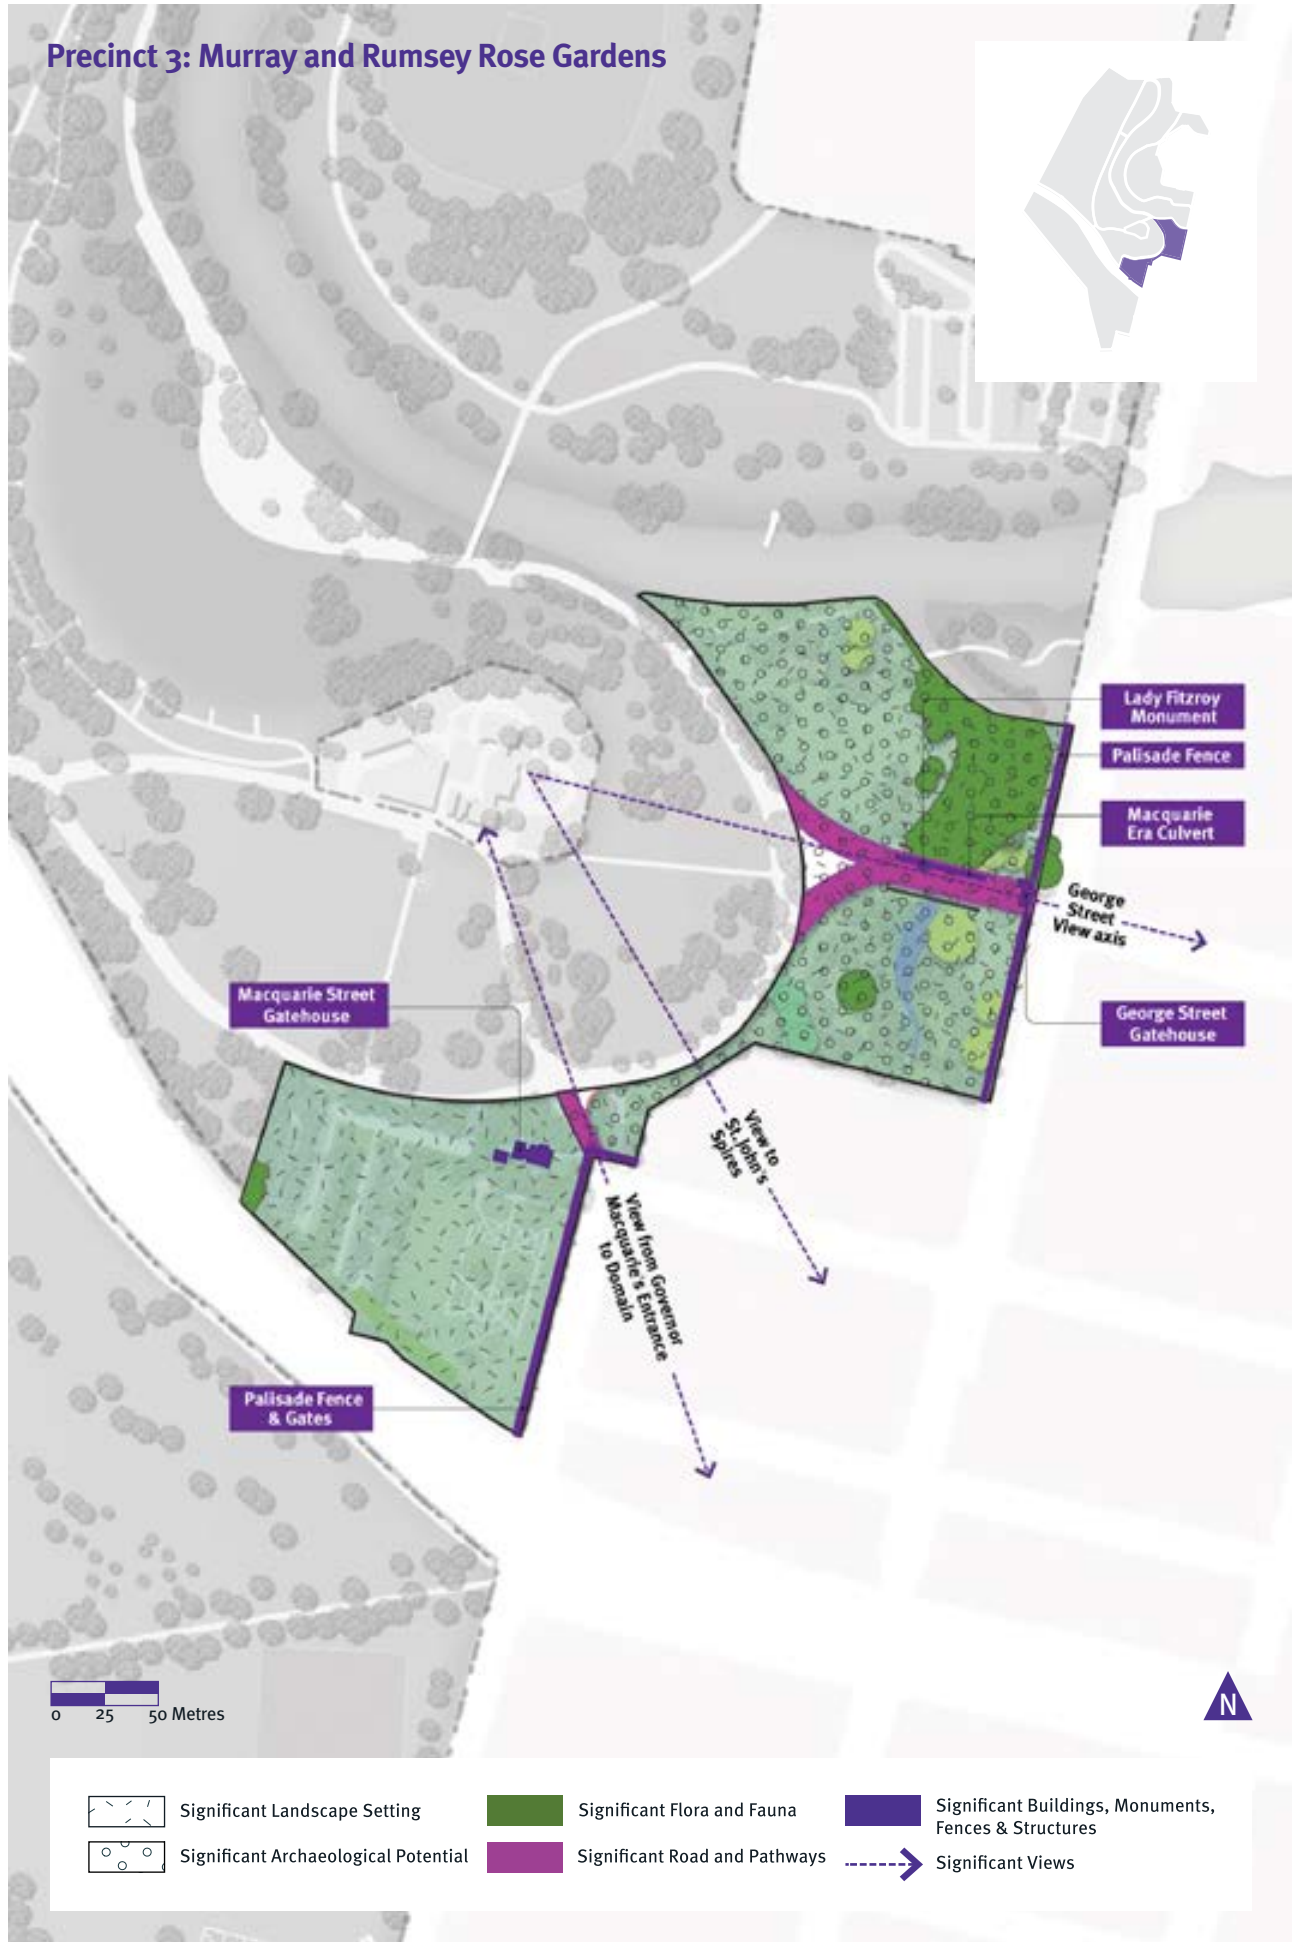 Precinct 3: Murray and Rumsey Rose Gardens
Lady Fitzroy
Monument
Palisade Fence
Macquarie
Era Culvert
George
Street
View axis
Macquarie Street
Gatehouse
George Street
Gatehouse
View to
St. John's
Spires
View from Governor
Macquarie's Entrance
to Domain
Palisade Fence
& Gates
0 25 50 Metres
N
Significant Landscape Setting
Significant Archaeological Potential
Significant Flora and Fauna
Significant Road and Pathways
Significant Buildings, Monuments,
Fences & Structures
Significant Views